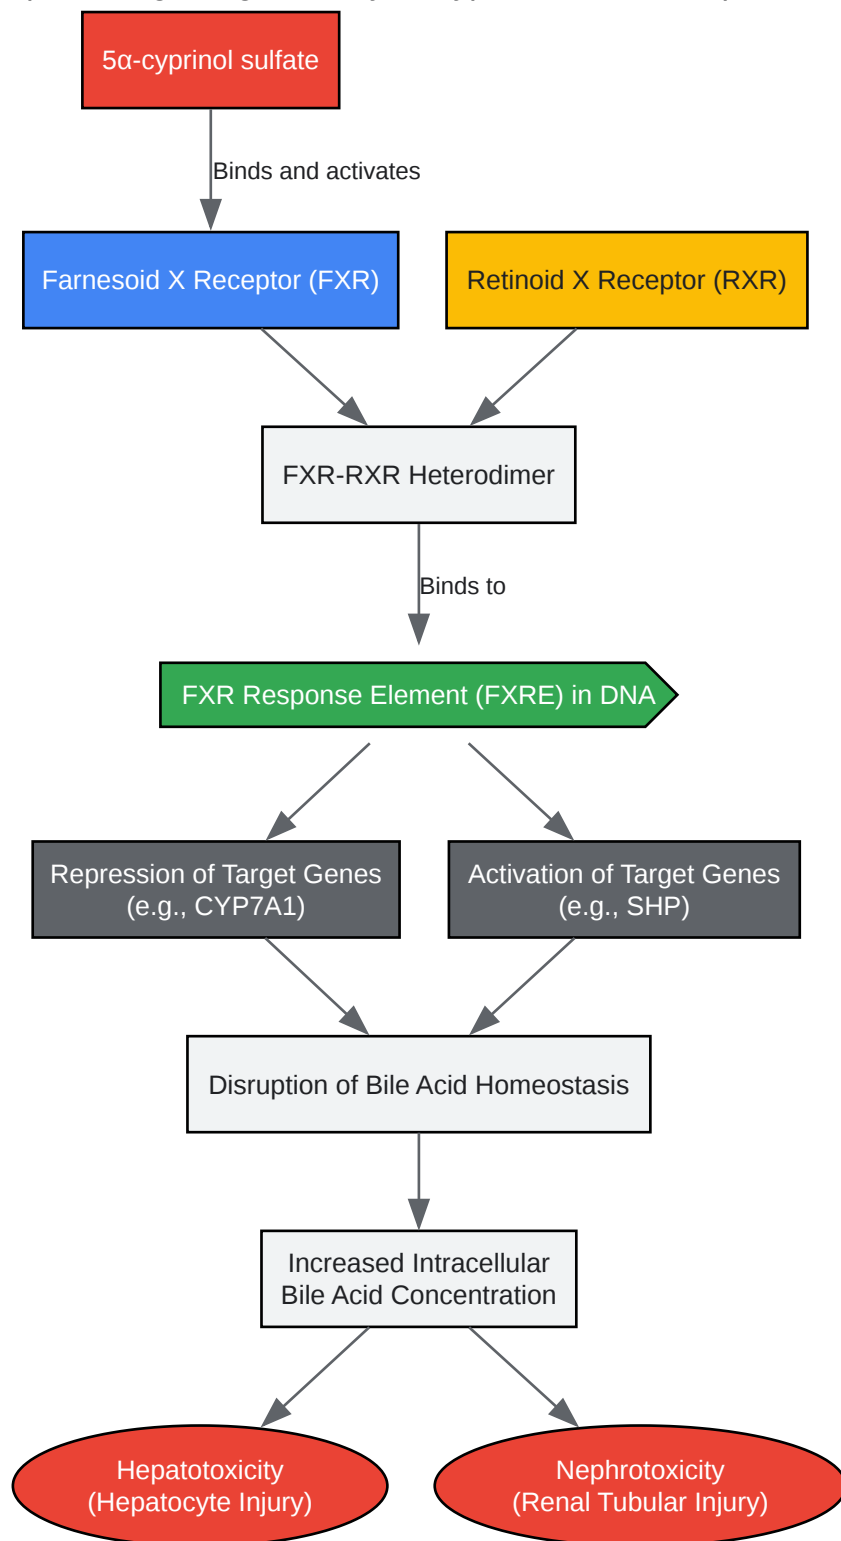 5α-cyprinol sulfate
Binds and activates
Farnesoid X Receptor (FXR)
Retinoid X Receptor (RXR)
FXR-RXR Heterodimer
Binds to
FXR Response Element (FXRE) in DNA
Repression of Target Genes
(e.g., CYP7A1)
Activation of Target Genes
(e.g., SHP)
Disruption of Bile Acid Homeostasis
Increased Intracellular
Bile Acid Concentration
Hepatotoxicity
(Hepatocyte Injury)
Nephrotoxicity
(Renal Tubular Injury)